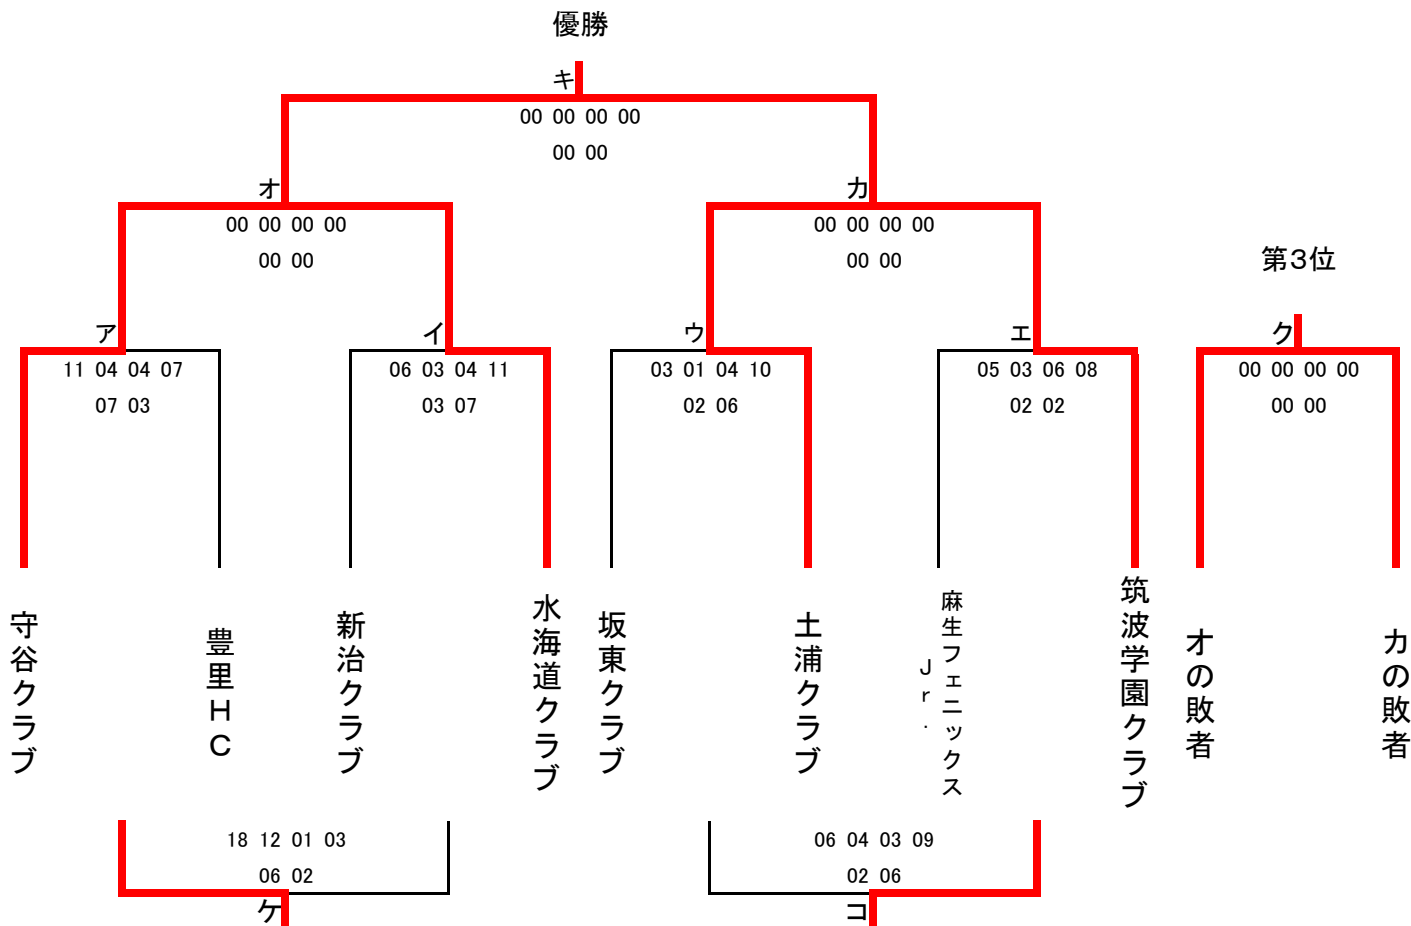 優勝
キ
00 00 00 00
00 00
オ
カ
00 00 00 00
00 00 00 00
00 00
00 00
第3位
ア
イ
ウ
エ
ク
11 04 04 07
06 03 04 11
03 01 04 10
05 03 06 08
00 00 00 00
07 03
03 07
02 06
02 02
00 00
守谷クラブ
豊里HC
新治クラブ
水海道クラブ
坂東クラブ
土浦クラブ
麻生フェニックス
Jr.
筑波学園クラブ
オの敗者
カの敗者
18 12 01 03
06 04 03 09
06 02
02 06
ケ
コ